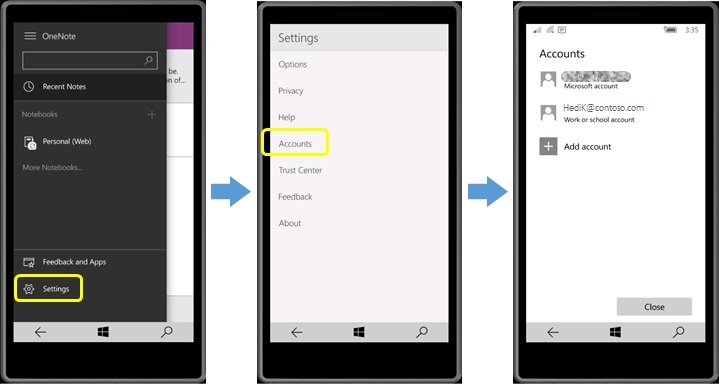 OneNote
be.
on of...
Recent Notes
Notebooks
Personal (Web)
More Notebooks...
Feedback and Apps
Settings
Settings
Options
Privacy
Help
Accounts
Trust Center
Feedback
About
3:35
Accounts
Microsoft account
HediK@contoso.com
Work or school account
Add account
Close